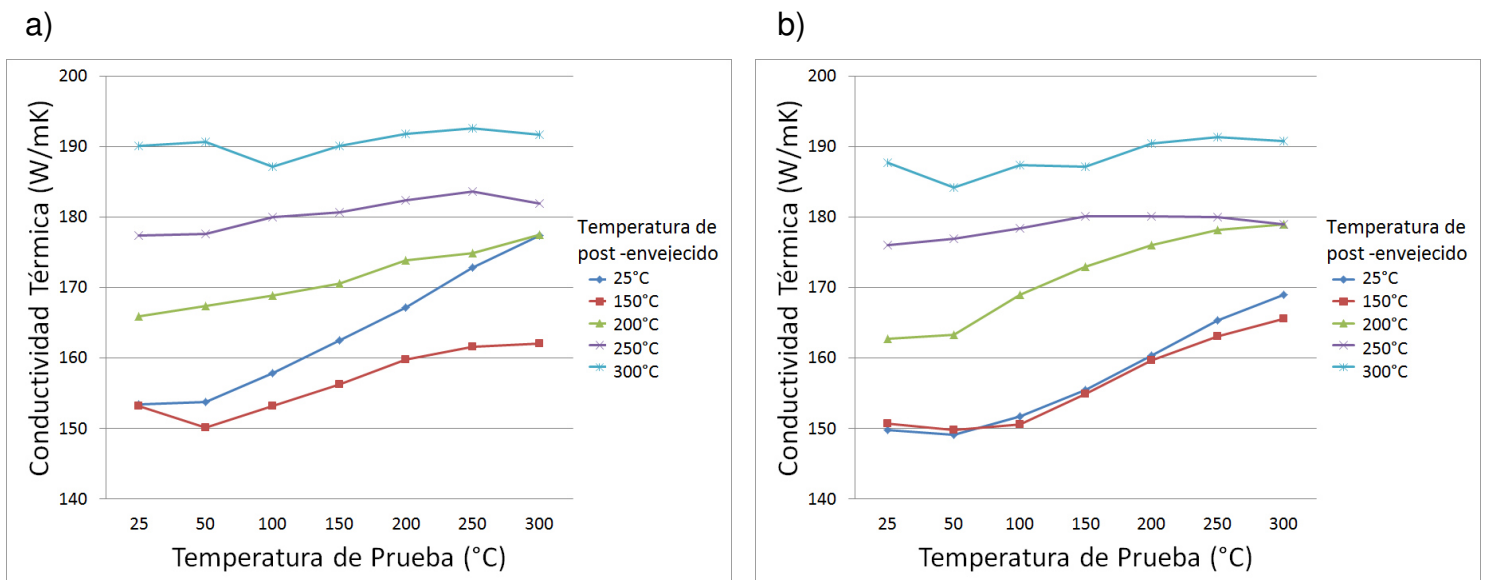 a)
200
190
180
170
160
150
140
Conductividad Térmica (W/mK)
25 50 100 150 200 250 300
Temperatura de Prueba (°C)
Temperatura de
post -envejecido
25°C
150°C
200°C
250°C
300°C
b)
200
190
180
170
160
150
140
Conductividad Térmica (W/mK)
25 50 100 150 200 250 300
Temperatura de Prueba (°C)
Temperatura de
post -envejecido
25°C
150°C
200°C
250°C
300°C